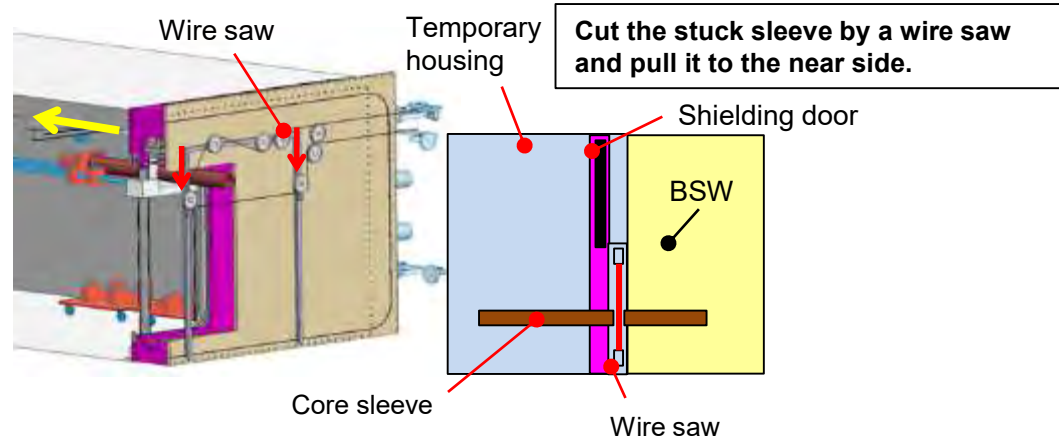 Wire saw
Temporary
housing
Cut the stuck sleeve by a wire saw
and pull it to the near side.
Shielding door
BSW
Core sleeve
Wire saw